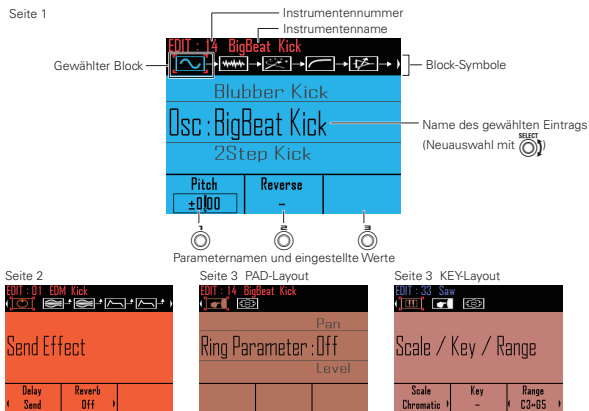 Seite 1
Instrumentennummer
Instrumentenname
EDIT : 14 BigBeat Kick
Gewählter Block
Block-Symbole
Blubber Kick
Osc : BigBeat Kick
2Step Kick
Name des gewählten Eintrags
(Neuauswahl mit SELECT )
Pitch Reverse
±0.00 –
1 2 3
Parameternamen und eingestellte Werte
Seite 2
EDIT : 01 EDM Kick
Send Effect
Delay Reverb
Send Off
Seite 3 PAD-Layout
EDIT : 14 BigBeat Kick
Pan
Ring Parameter : Off
Level
Seite 3 KEY-Layout
EDIT : 33 Saw
Scale / Key / Range
Scale Key Range
Chromatic – C3↔G5